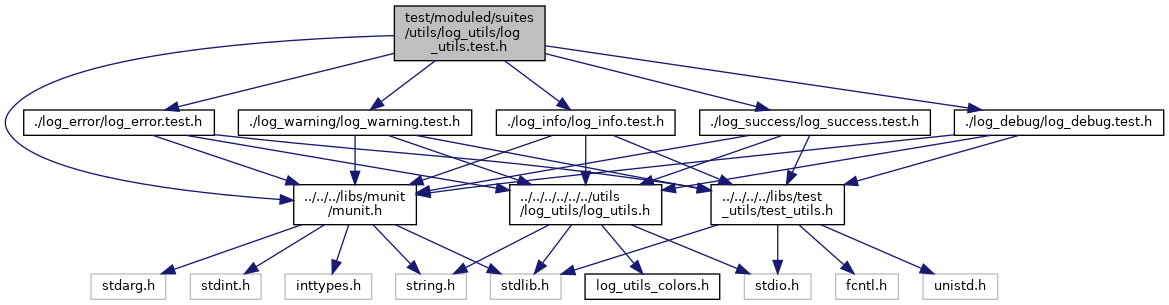 test/moduled/suites
/utils/log_utils/log
_utils.test.h
./log_error/log_error.test.h
./log_warning/log_warning.test.h
./log_info/log_info.test.h
./log_success/log_success.test.h
./log_debug/log_debug.test.h
../../../libs/munit
/munit.h
../../../../../../utils
/log_utils/log_utils.h
../../../../libs/test
_utils/test_utils.h
stdarg.h
stdint.h
inttypes.h
string.h
stdlib.h
log_utils_colors.h
stdio.h
fcntl.h
unistd.h